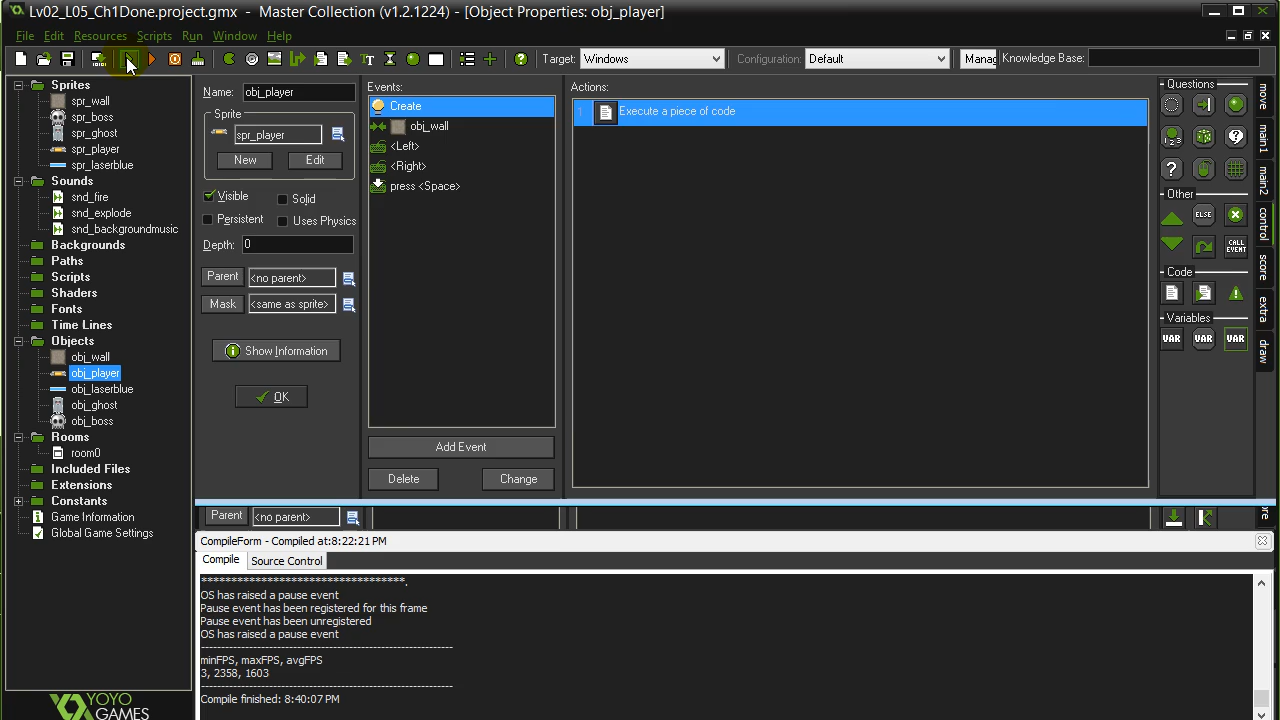 Lv02_L05_Ch1Done.project.gmx - Master Collection (v1.2.1224) - [Object Properties: obj_player]
File Edit Resources Scripts Run Window Help
Target: Windows Configuration: Default Manag Knowledge Base:
Sprites
spr_wall
spr_boss
spr_ghost
spr_player
spr_laserblue
Sounds
snd_fire
snd_explode
snd_backgroundmusic
Backgrounds
Paths
Scripts
Shaders
Fonts
Time Lines
Objects
obj_wall
obj_player
obj_laserblue
obj_ghost
obj_boss
Rooms
room0
Included Files
Extensions
Constants
Game Information
Global Game Settings
YOYO
GAMES
Name: obj_player
Sprite
spr_player
New Edit
Visible Solid
Persistent Uses Physics
Depth: 0
Parent <no parent>
Mask <same as sprite>
Show Information
OK
Events:
Create
obj_wall
<Left>
<Right>
press <Space>
Add Event
Delete Change
Actions:
1 Execute a piece of code
Questions
Other
ELSE
CALL EVENT
Code
Variables
VAR VAR VAR
move
main1
main2
control
score
extra
draw
Parent <no parent>
CompileForm - Compiled at:8:22:21 PM
Compile Source Control
***********************************.
OS has raised a pause event
Pause event has been registered for this frame
Pause event has been unregistered
OS has raised a pause event
minFPS, maxFPS, avgFPS
3, 2358, 1603
Compile finished: 8:40:07 PM